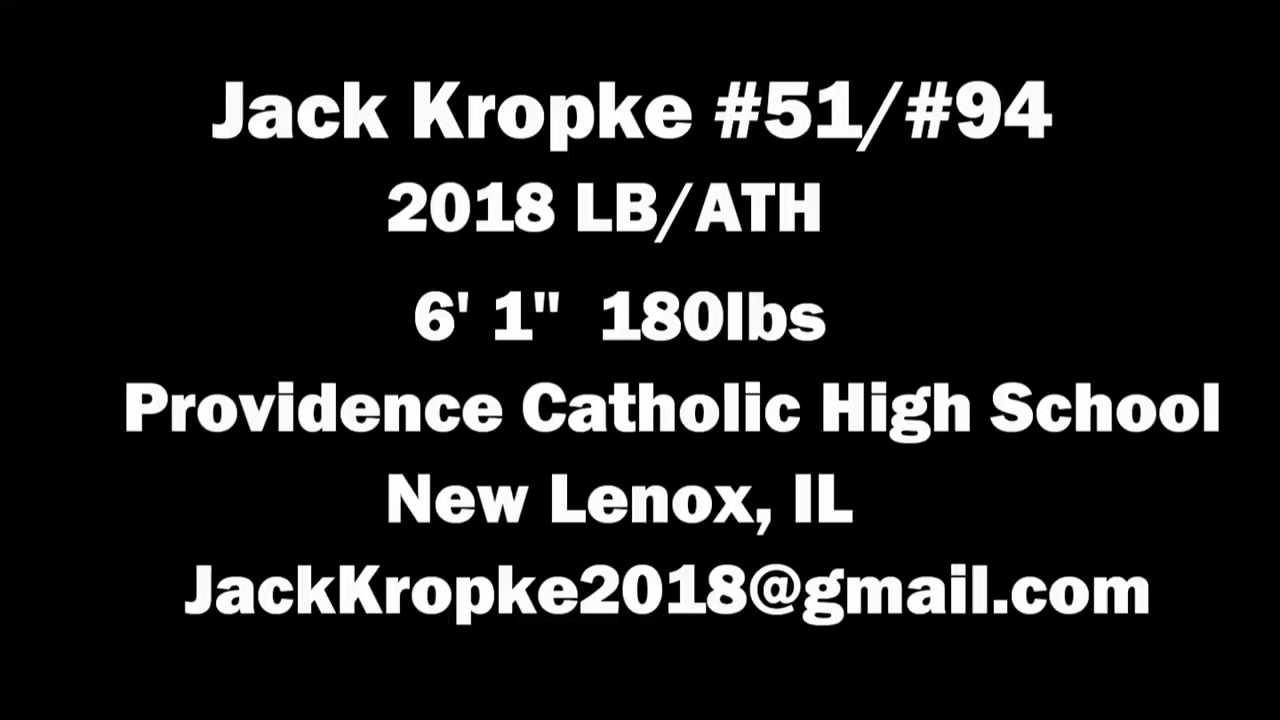 Jack Kropke #51/#94
2018 LB/ATH
6' 1" 180lbs
Providence Catholic High School
New Lenox, IL
JackKropke2018@gmail.com